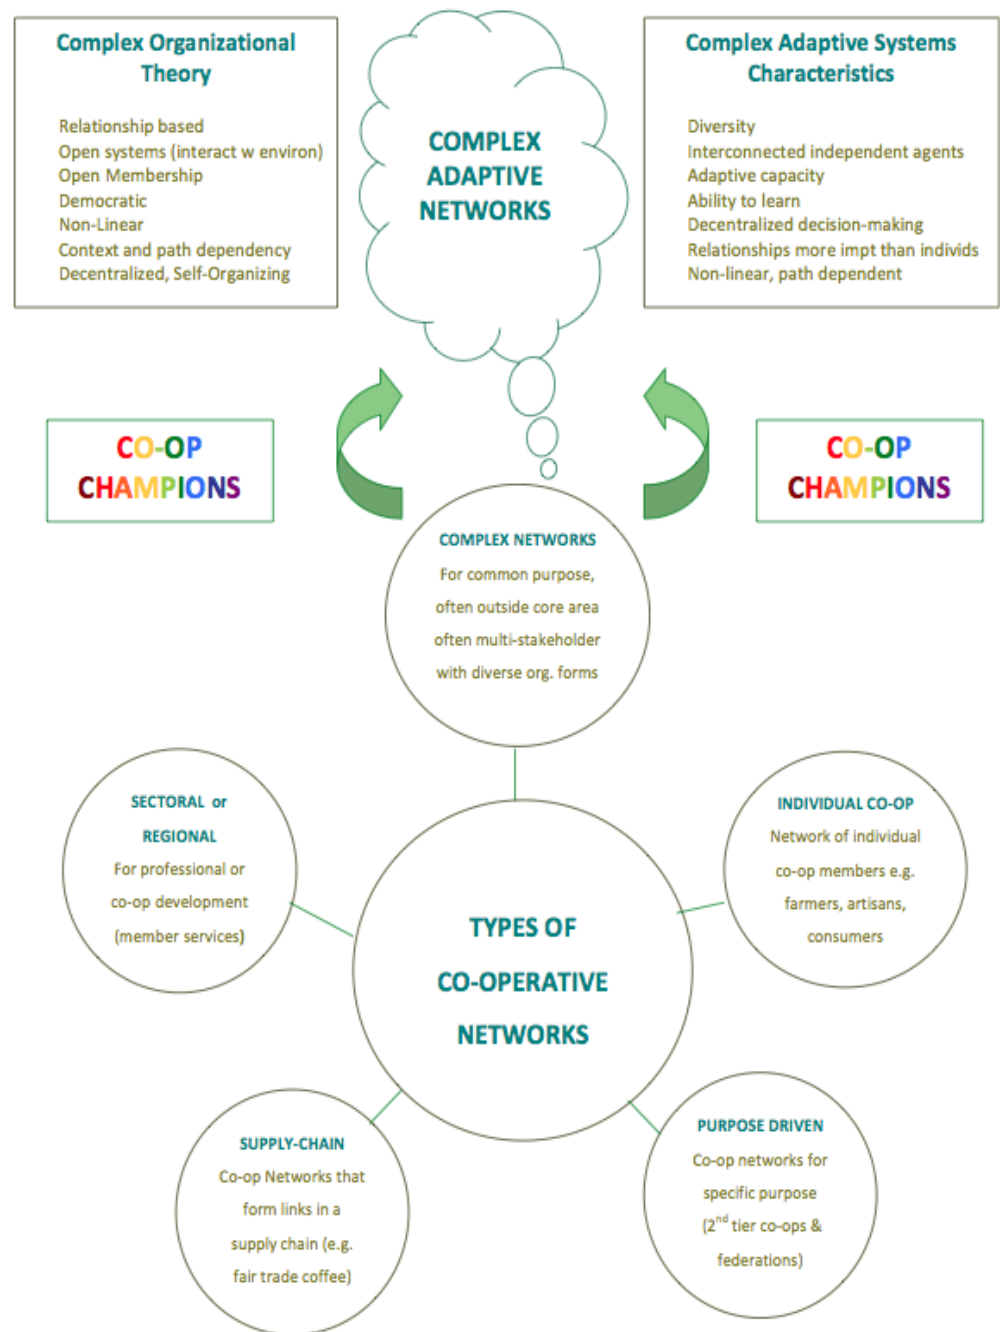 Complex Organizational
Theory
Relationship based
Open systems (interact w environ)
Open Membership
Democratic
Non-Linear
Context and path dependency
Decentralized, Self-Organizing
COMPLEX
ADAPTIVE
NETWORKS
Complex Adaptive Systems
Characteristics
Diversity
Interconnected independent agents
Adaptive capacity
Ability to learn
Decentralized decision-making
Relationships more impt than individs
Non-linear, path dependent
CO-OP
CHAMPIONS
CO-OP
CHAMPIONS
COMPLEX NETWORKS
For common purpose,
often outside core area
often multi-stakeholder
with diverse org. forms
SECTORAL or
REGIONAL
For professional or
co-op development
(member services)
INDIVIDUAL CO-OP
Network of individual
co-op members e.g.
farmers, artisans,
consumers
TYPES OF
CO-OPERATIVE
NETWORKS
SUPPLY-CHAIN
Co-op Networks that
form links in a
supply chain (e.g.
fair trade coffee)
PURPOSE DRIVEN
Co-op networks for
specific purpose
(2nd tier co-ops &
federations)